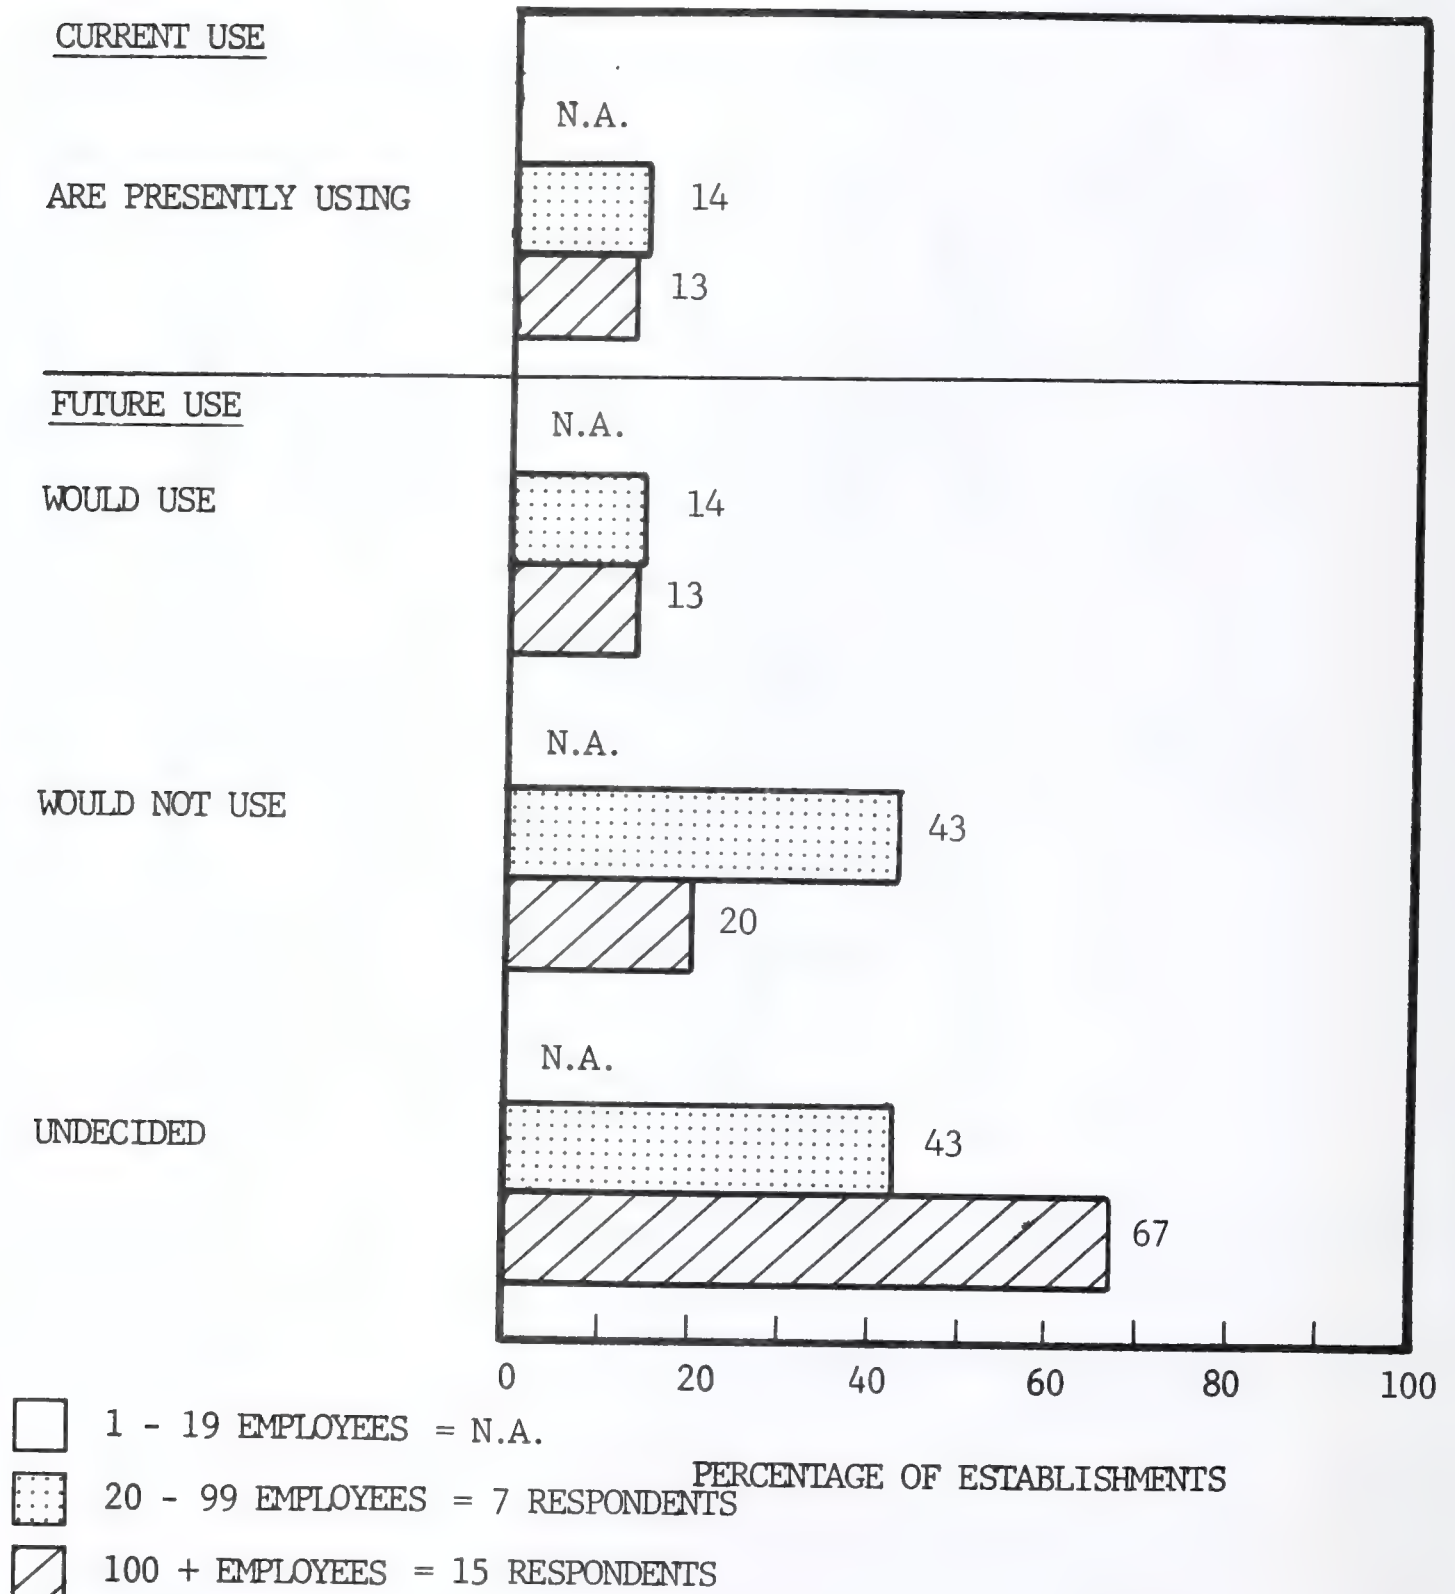 CURRENT USE
N.A.
ARE PRESENTLY USING
14
13
FUTURE USE
N.A.
WOULD USE
14
13
N.A.
WOULD NOT USE
43
20
N.A.
UNDECIDED
43
67
0 20 40 60 80 100
1 - 19 EMPLOYEES = N.A.
PERCENTAGE OF ESTABLISHMENTS
20 - 99 EMPLOYEES = 7 RESPONDENTS
100 + EMPLOYEES = 15 RESPONDENTS